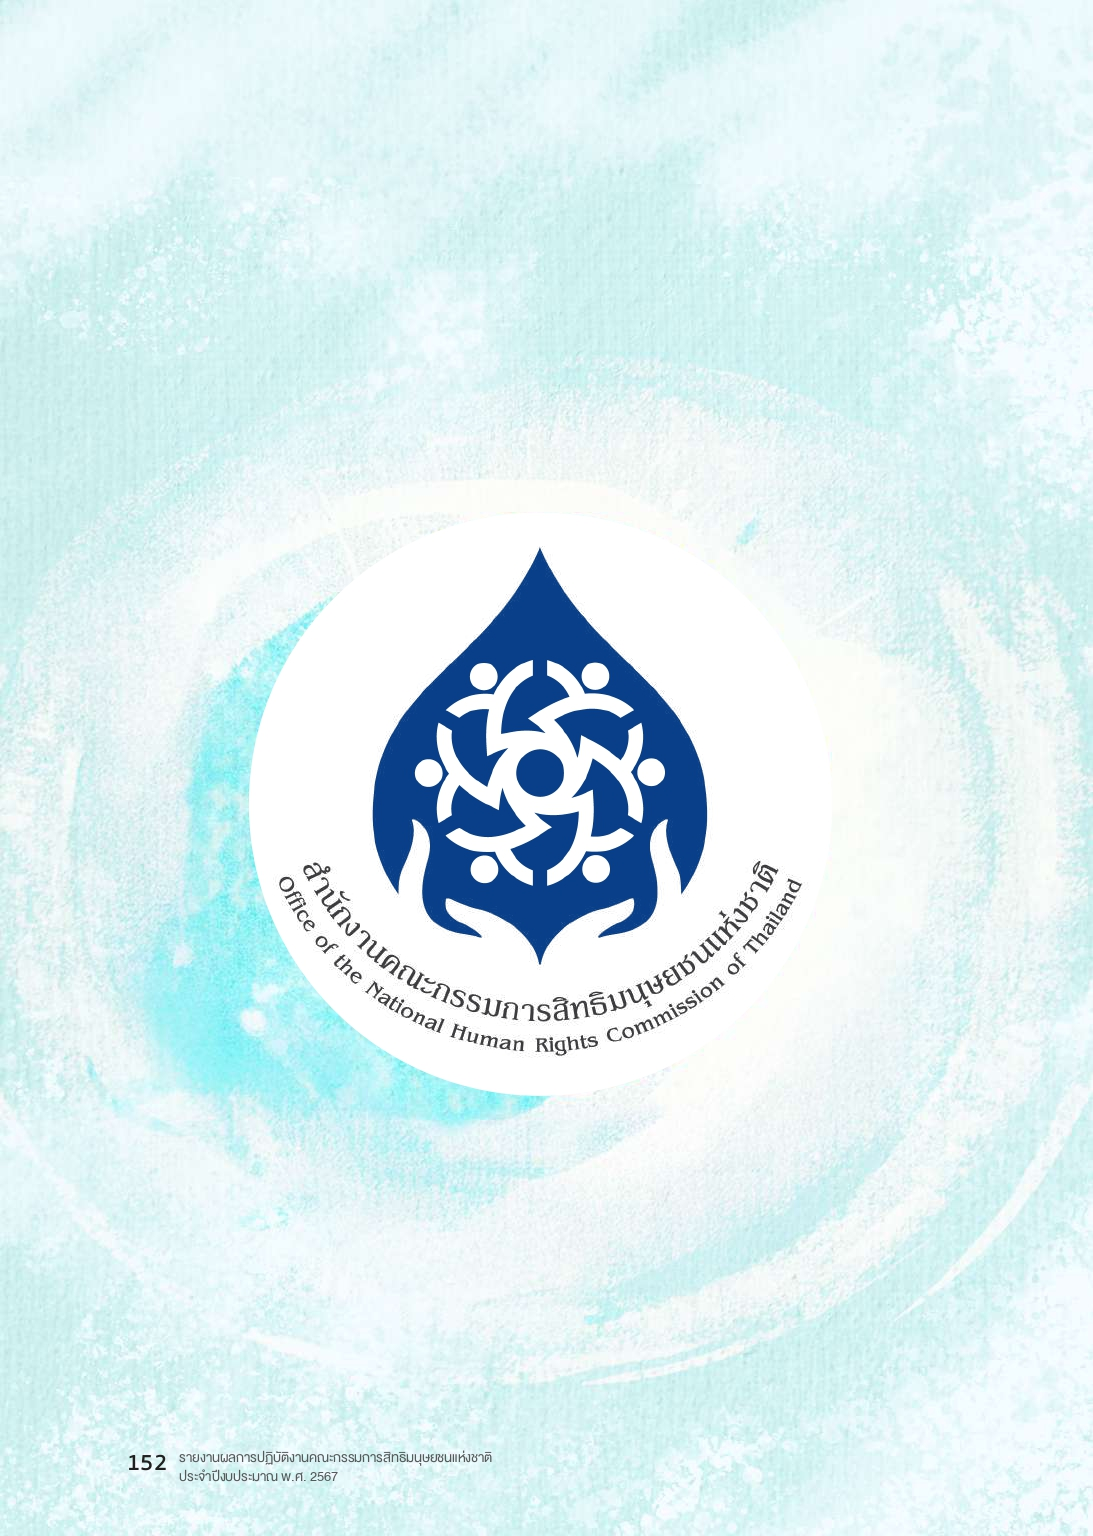 สำนักงานคณะกรรมการสิทธิมนุษยชนแห่งชาติ
Office of the National Human Rights Commission of Thailand
152
รายงานผลการปฏิบัติงานคณะกรรมการสิทธิมนุษยชนแห่งชาติ
ประจำปีงบประมาณ พ.ศ. 2567